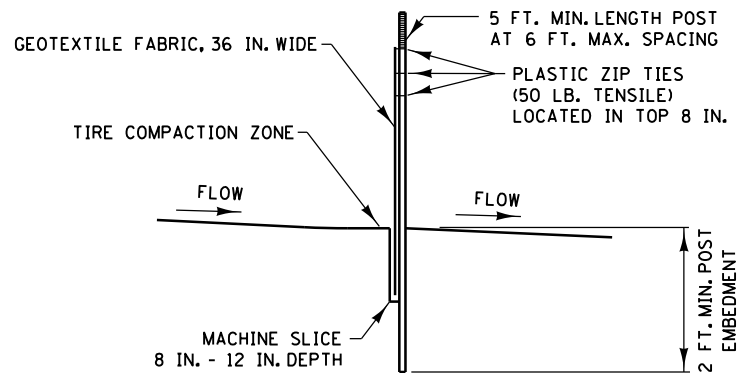 5 FT. MIN. LENGTH POST
AT 6 FT. MAX. SPACING
GEOTEXTILE FABRIC, 36 IN. WIDE
PLASTIC ZIP TIES
(50 LB. TENSILE)
LOCATED IN TOP 8 IN.
TIRE COMPACTION ZONE
FLOW
FLOW
MACHINE SLICE
8 IN. - 12 IN. DEPTH
2 FT. MIN. POST
EMBEDMENT